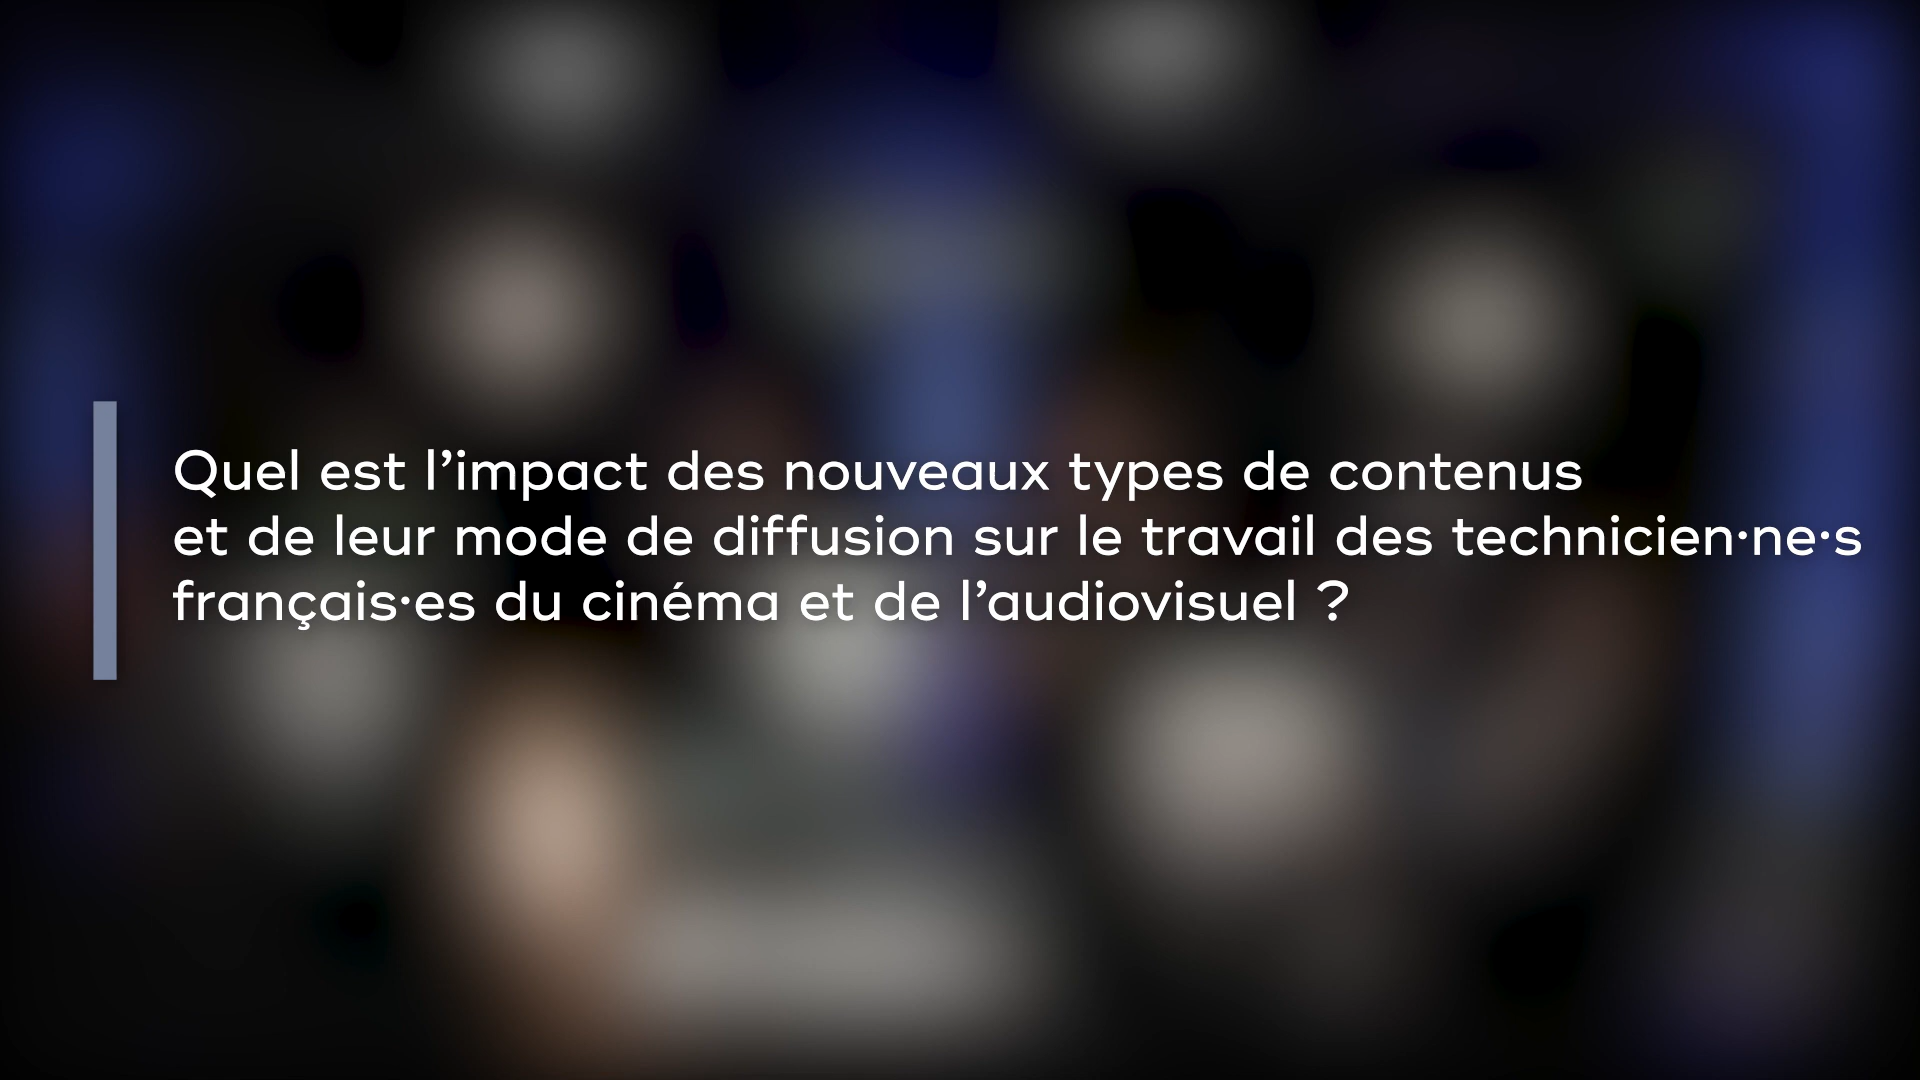 Quel est l’impact des nouveaux types de contenus
et de leur mode de diffusion sur le travail des technicien·ne·s
français·es du cinéma et de l’audiovisuel ?